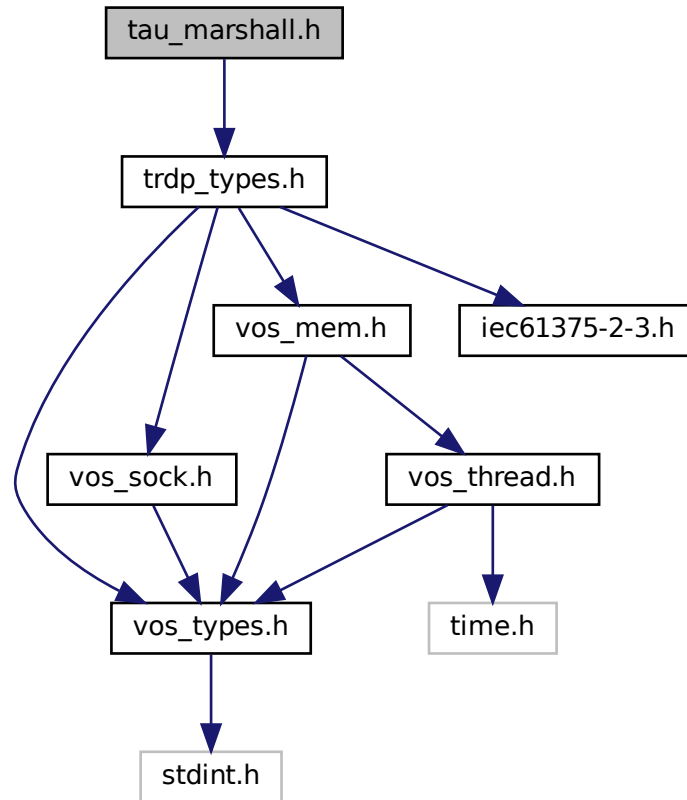 tau_marshall.h
trdp_types.h
vos_mem.h
iec61375-2-3.h
vos_sock.h
vos_thread.h
vos_types.h
time.h
stdint.h